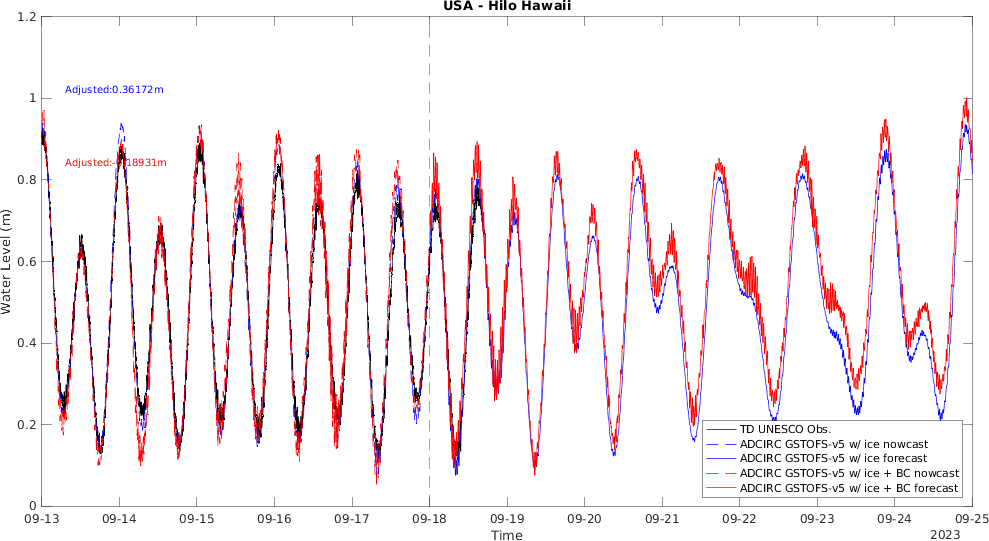 USA - Hilo Hawaii
Water Level (m)
1.2
1
0.8
0.6
0.4
0.2
0
Adjusted:0.36172m
Adjusted:-0.18931m
TD UNESCO Obs.
ADCIRC GSTOFS-v5 w/ ice nowcast
ADCIRC GSTOFS-v5 w/ ice forecast
ADCIRC GSTOFS-v5 w/ ice + BC nowcast
ADCIRC GSTOFS-v5 w/ ice + BC forecast
09-13 09-14 09-15 09-16 09-17 09-18 09-19 09-20 09-21 09-22 09-23 09-24 09-25
Time
2023